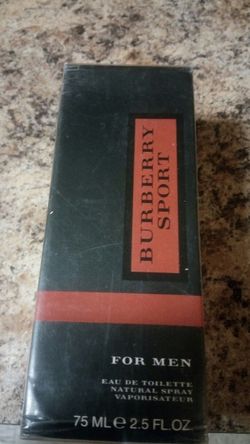 BURBERRY
SPORT
FOR MEN
EAU DE TOILETTE
NATURAL SPRAY
VAPORISATEUR
75 ML ℮ 2.5 FL.OZ